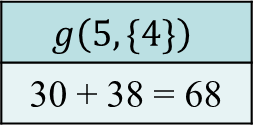 g(5,{4})
30 + 38 = 68